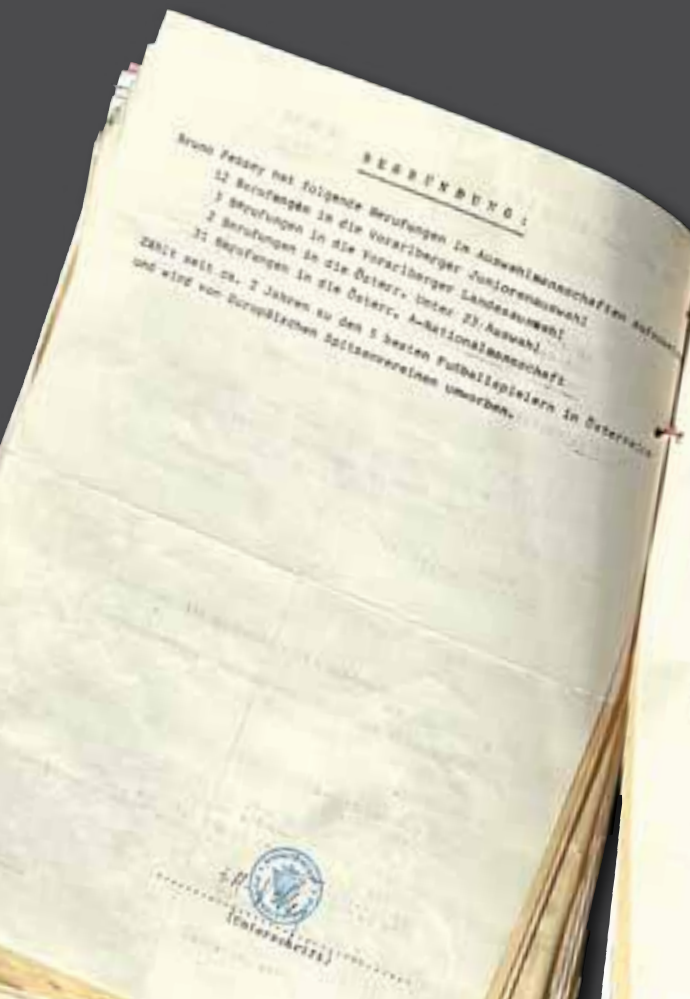 B E G R Ü N D U N G :
Bruno Pezzey hat folgende Berufungen in Auswahlmannschaften
12 Berufungen in die Vorarlberger Juniorenauswahl
Berufungen in die Vorarlberger Landesauswahl
2 Berufungen in die Österr. Unter 23 Auswahl
31 Berufungen in die Österr. A-Nationalmannschaft
Zählt seit ca. 2 Jahren zu den 5 besten Fußballspielern in Österreich
und wird von Europäischen Spitzenvereinen umworben.
(Unterschrift)